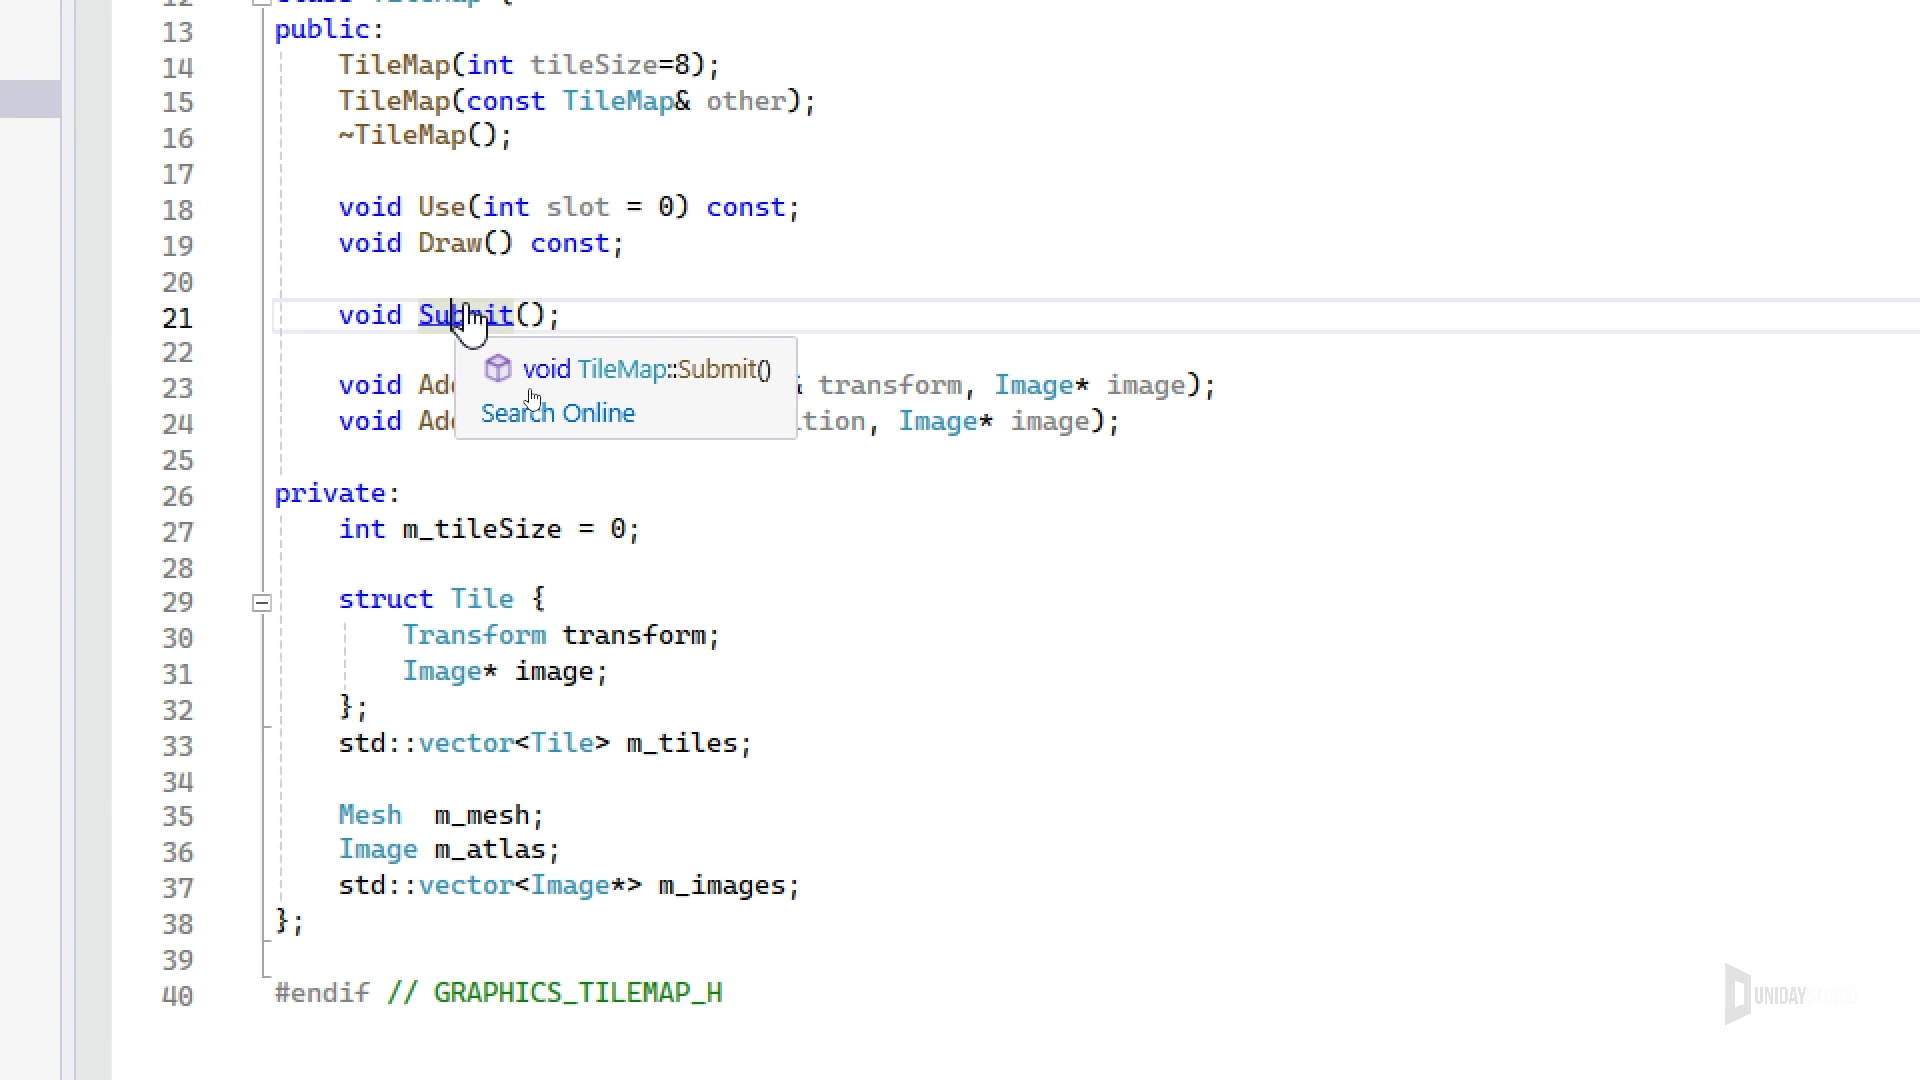 13 public:
14 TileMap(int tileSize=8);
15 TileMap(const TileMap& other);
16 ~TileMap();
17
18 void Use(int slot = 0) const;
19 void Draw() const;
20
21 void Submit();
22
void TileMap::Submit()
23 void transform, Image* image);
Search Online
24 void Image* image);
25
26 private:
27 int m_tileSize = 0;
28
29 struct Tile {
30 Transform transform;
31 Image* image;
32 };
33 std::vector<Tile> m_tiles;
34
35 Mesh m_mesh;
36 Image m_atlas;
37 std::vector<Image*> m_images;
38 };
39
40 #endif // GRAPHICS_TILEMAP_H
UNIDAY